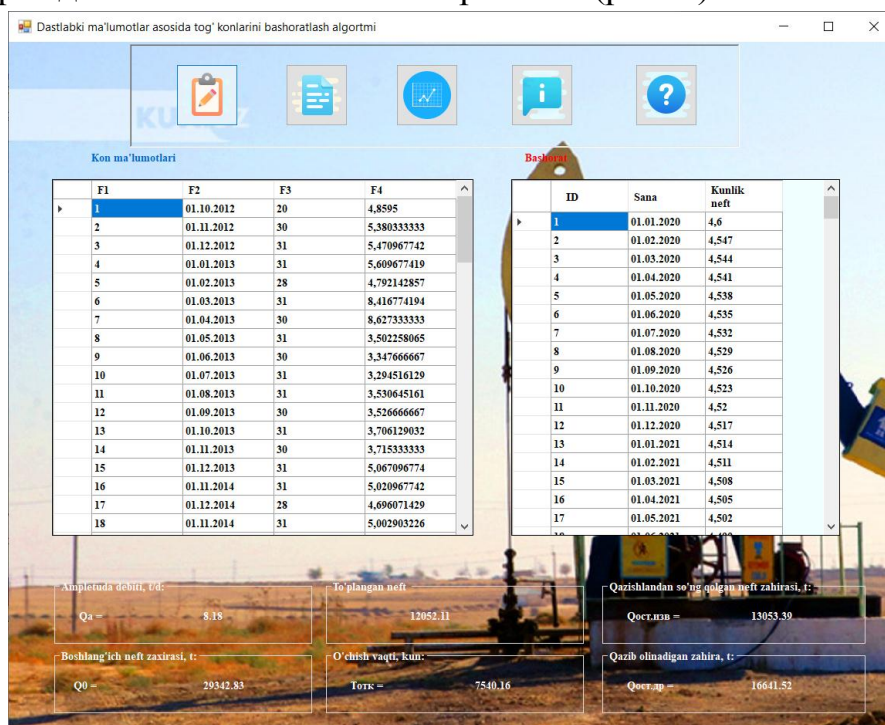 Dastlabki ma'lumotlar asosida tog' konlarini bashoratlash algortmi
KUN.UZ
Kon ma'lumotlari
Bashorat
F1 F2 F3 F4
1 01.10.2012 20 4,8595
2 01.11.2012 30 5,380333333
3 01.12.2012 31 5,470967742
4 01.01.2013 31 5,609677419
5 01.02.2013 28 4,792142857
6 01.03.2013 31 8,416774194
7 01.04.2013 30 8,627333333
8 01.05.2013 31 3,502258065
9 01.06.2013 30 3,347666667
10 01.07.2013 31 3,294516129
11 01.08.2013 31 3,530645161
12 01.09.2013 30 3,526666667
13 01.10.2013 31 3,706129032
14 01.11.2013 30 3,715333333
15 01.12.2013 31 5,067096774
16 01.11.2014 31 5,020967742
17 01.12.2014 28 4,696071429
18 01.11.2014 31 5,002903226
ID Sana Kunlik neft
1 01.01.2020 4,6
2 01.02.2020 4,547
3 01.03.2020 4,544
4 01.04.2020 4,541
5 01.05.2020 4,538
6 01.06.2020 4,535
7 01.07.2020 4,532
8 01.08.2020 4,529
9 01.09.2020 4,526
10 01.10.2020 4,523
11 01.11.2020 4,52
12 01.12.2020 4,517
13 01.01.2021 4,514
14 01.02.2021 4,511
15 01.03.2021 4,508
16 01.04.2021 4,505
17 01.05.2021 4,502
Ampletuda debiti, t/d:
Qa = 8.18
To'plangan neft
12052.11
Qazishlandan so'ng qolgan neft zahirasi, t:
Qост.изв = 13053.39
Boshlang'ich neft zaxirasi, t:
Q0 = 29342.83
O'chish vaqti, kun:
Tотк = 7540.16
Qazib olinadigan zahira, t:
Qост.др = 16641.52